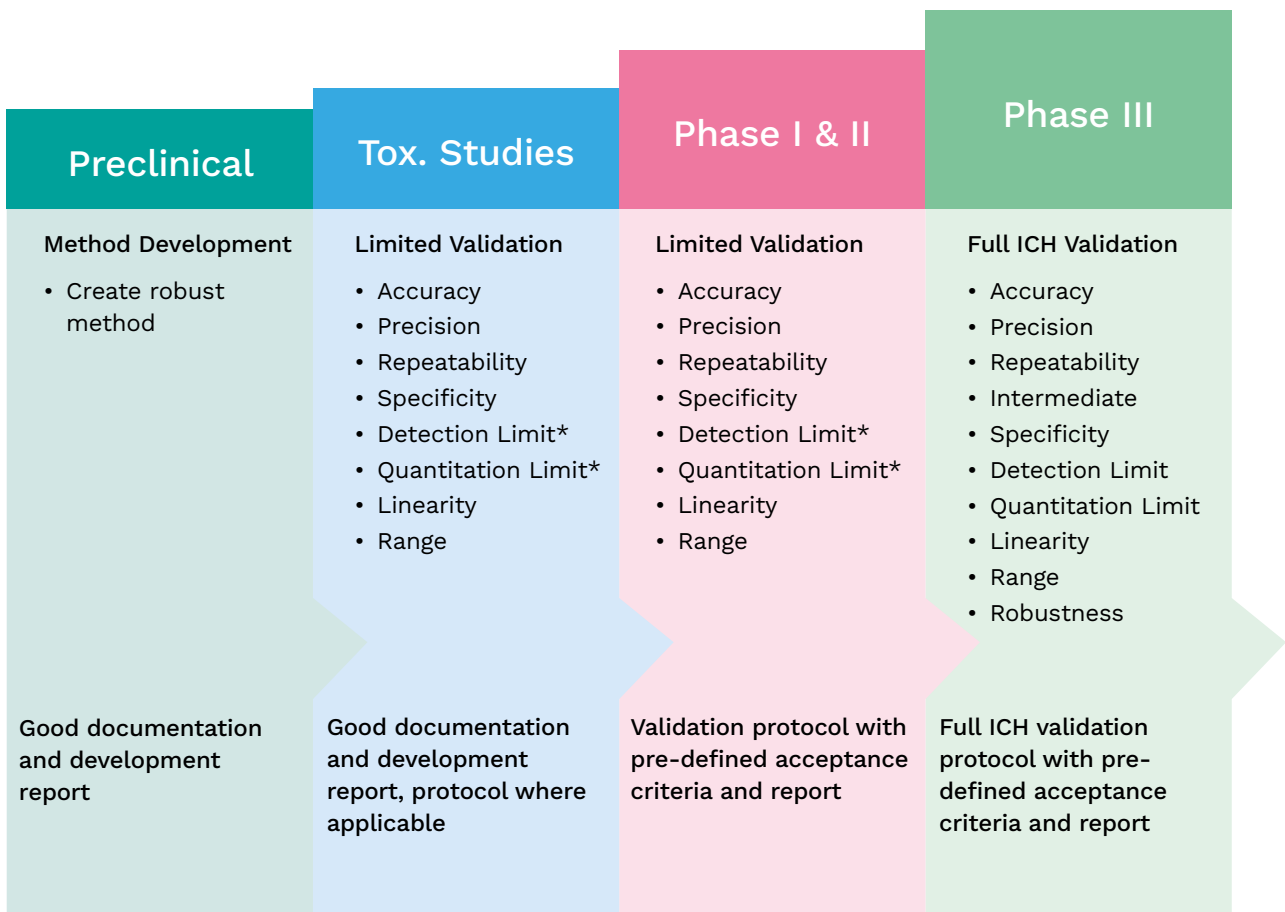 Preclinical
Method Development
• Create robust
method
Good documentation
and development
report
Tox. Studies
Limited Validation
• Accuracy
• Precision
• Repeatability
• Specificity
• Detection Limit*
• Quantitation Limit*
• Linearity
• Range
Good documentation
and development
report, protocol where
applicable
Phase I & II
Limited Validation
• Accuracy
• Precision
• Repeatability
• Specificity
• Detection Limit*
• Quantitation Limit*
• Linearity
• Range
Validation protocol with
pre-defined acceptance
criteria and report
Phase III
Full ICH Validation
• Accuracy
• Precision
• Repeatability
• Intermediate
• Specificity
• Detection Limit
• Quantitation Limit
• Linearity
• Range
• Robustness
Full ICH validation
protocol with pre-
defined acceptance
criteria and report